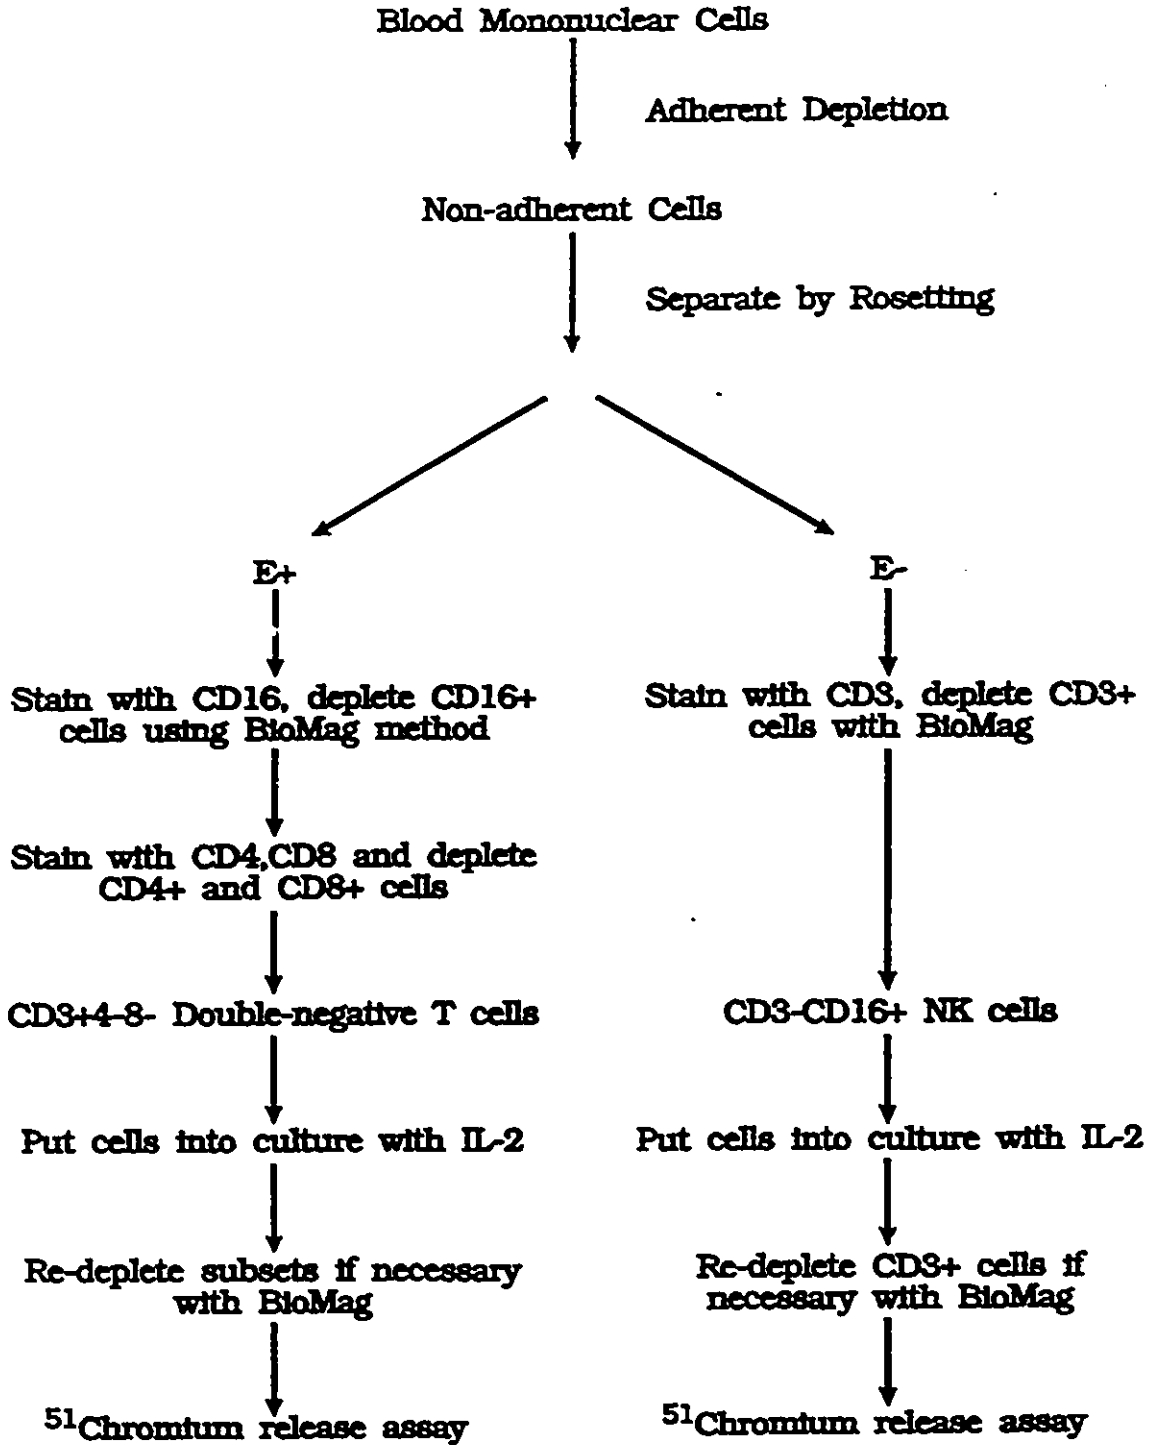 Blood Mononuclear Cells
Adherent Depletion
Non-adherent Cells
Separate by Rosetting
E+
E-
Stain with CD16, deplete CD16+
cells using BioMag method
Stain with CD3, deplete CD3+
cells with BioMag
Stain with CD4,CD8 and deplete
CD4+ and CD8+ cells
CD3+4-8- Double-negative T cells
CD3-CD16+ NK cells
Put cells into culture with IL-2
Put cells into culture with IL-2
Re-deplete subsets if necessary
with BioMag
Re-deplete CD3+ cells if
necessary with BioMag
51Chromium release assay
51Chromium release assay